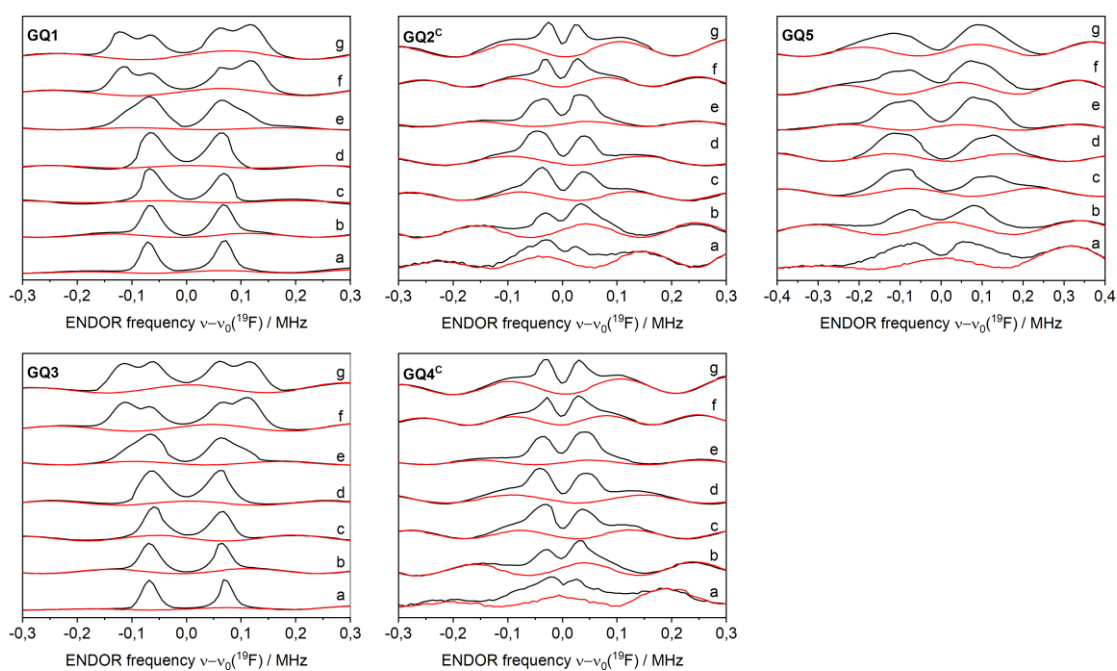 GQ1
g
f
e
d
c
b
a
-0,3 -0,2 -0,1 0,0 0,1 0,2 0,3
ENDOR frequency ν−ν₀(¹⁹F) / MHz
GQ2ᶜ
g
f
e
d
c
b
a
-0,3 -0,2 -0,1 0,0 0,1 0,2 0,3
ENDOR frequency ν−ν₀(¹⁹F) / MHz
GQ5
g
f
e
d
c
b
a
-0,4 -0,3 -0,2 -0,1 0,0 0,1 0,2 0,3 0,4
ENDOR frequency ν−ν₀(¹⁹F) / MHz
GQ3
g
f
e
d
c
b
a
-0,3 -0,2 -0,1 0,0 0,1 0,2 0,3
ENDOR frequency ν−ν₀(¹⁹F) / MHz
GQ4ᶜ
g
f
e
d
c
b
a
-0,3 -0,2 -0,1 0,0 0,1 0,2 0,3
ENDOR frequency ν−ν₀(¹⁹F) / MHz